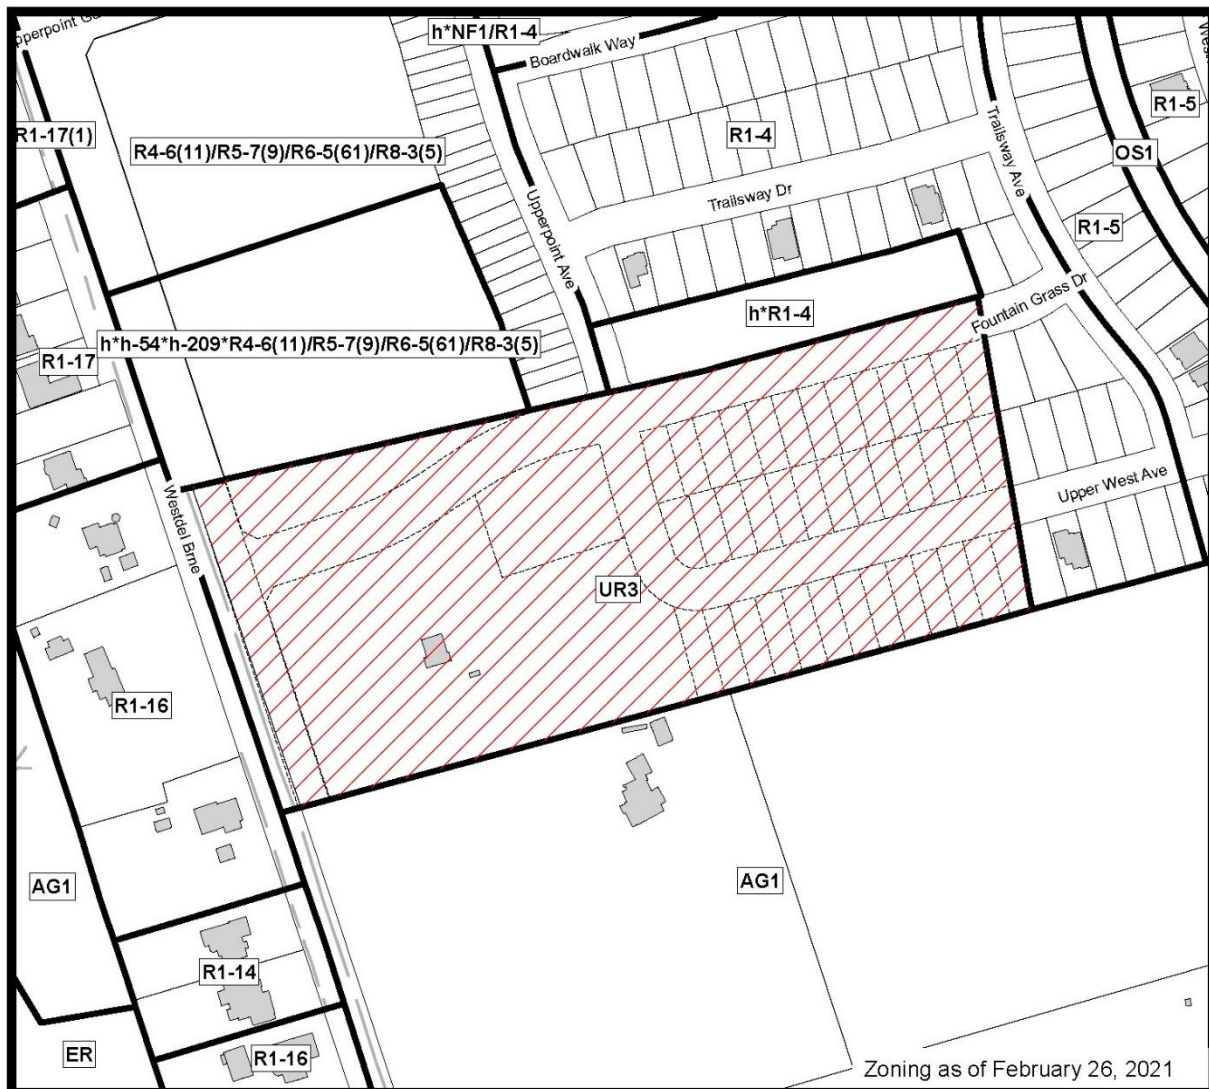 h*NF1/R1-4
Boardwalk Way
R1-5
R1-17(1)
R4-6(11)/R5-7(9)/R6-5(61)/R8-3(5)
R1-4
Trailsway Ave
OS1
Upperpoint Ave
Trailsway Dr
R1-5
h*R1-4
Fountain Grass Dr
h*h-54*h-209*R4-6(11)/R5-7(9)/R6-5(61)/R8-3(5)
R1-17
Westdel Brne
Upper West Ave
UR3
R1-16
AG1
AG1
R1-14
ER
R1-16
Zoning as of February 26, 2021